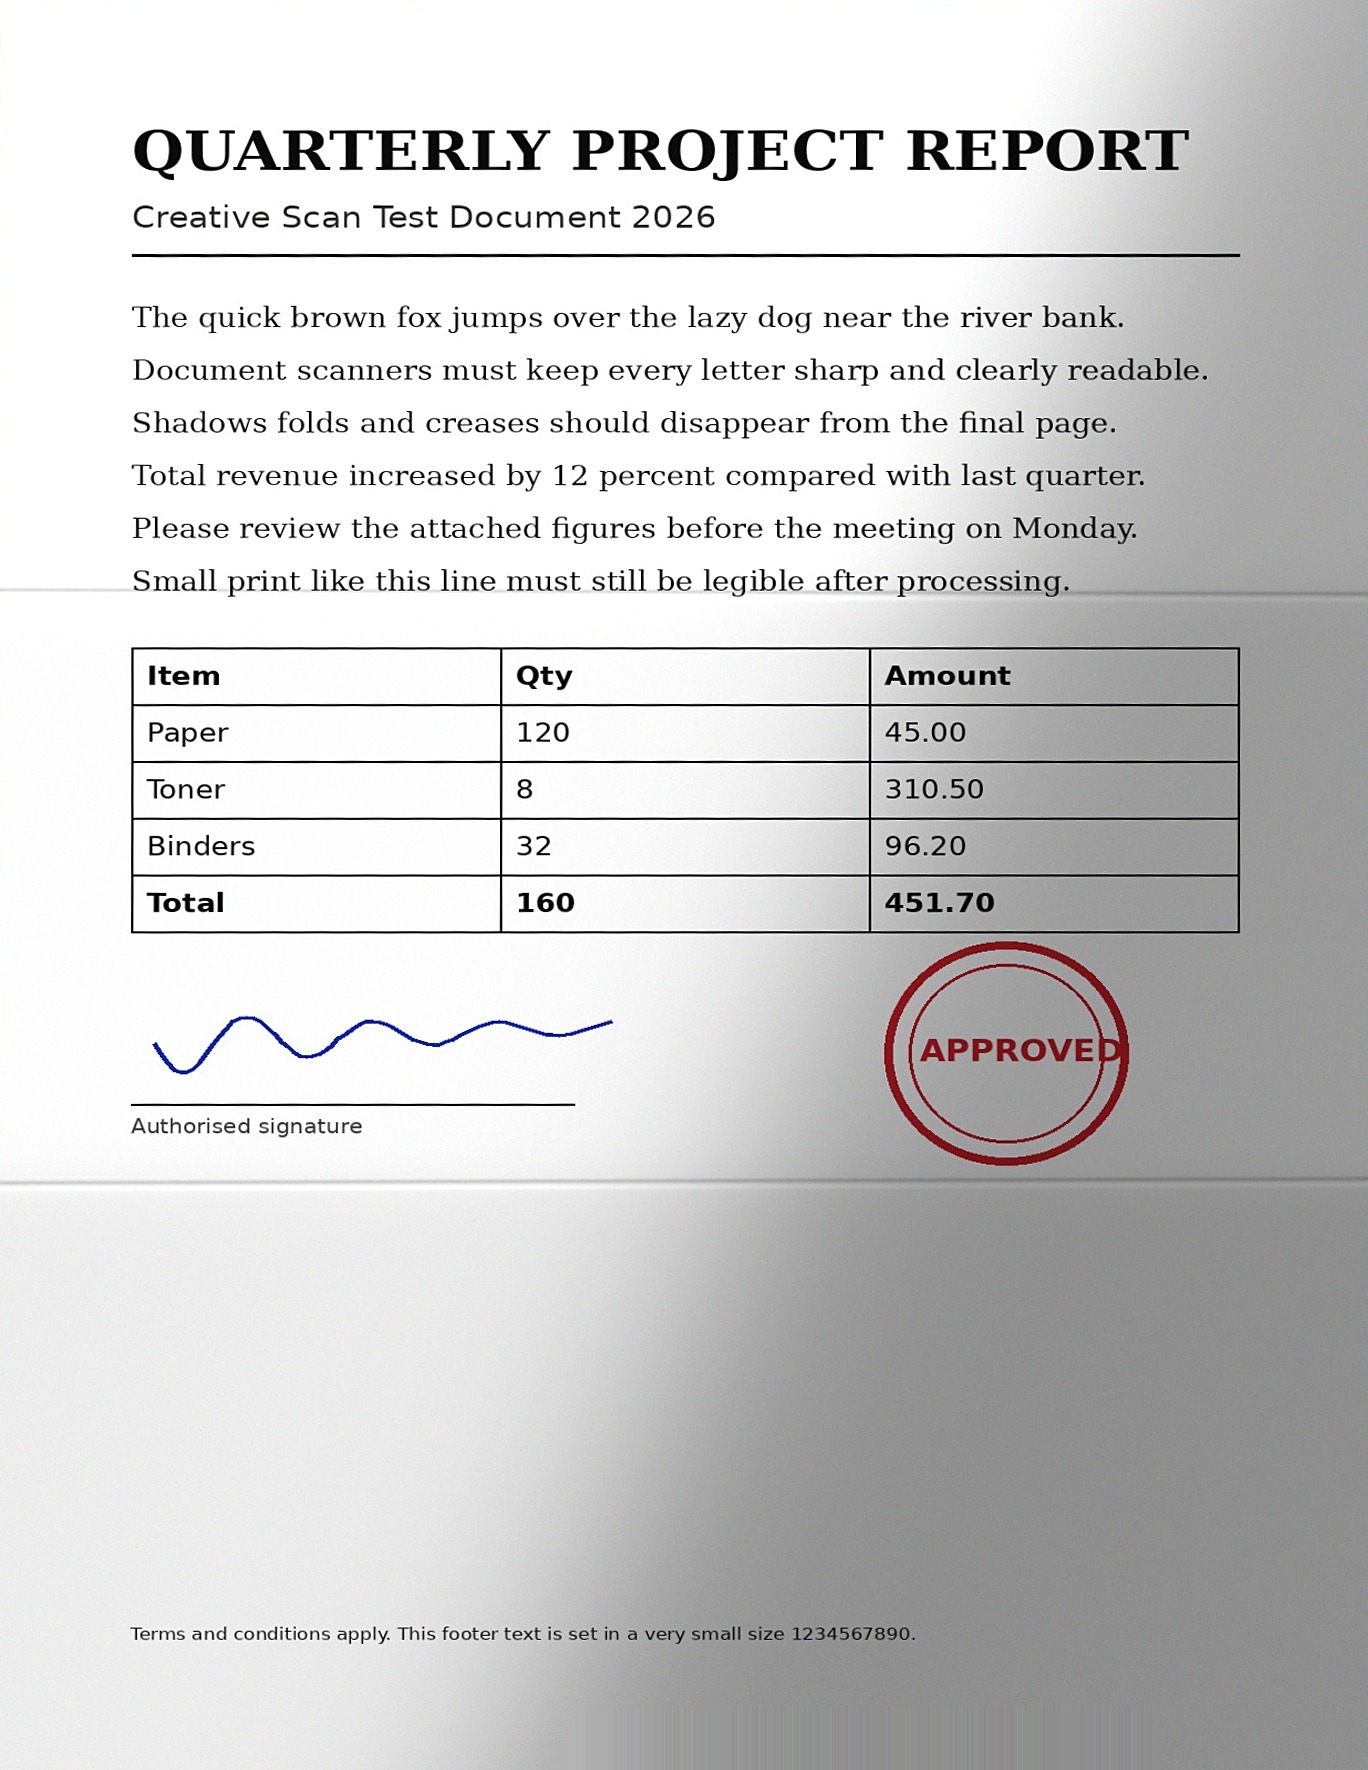 QUARTERLY PROJECT REPORT
Creative Scan Test Document 2026
The quick brown fox jumps over the lazy dog near the river bank.
Document scanners must keep every letter sharp and clearly readable.
Shadows folds and creases should disappear from the final page.
Total revenue increased by 12 percent compared with last quarter.
Please review the attached figures before the meeting on Monday.
Small print like this line must still be legible after processing.
Item Qty Amount
Paper 120 45.00
Toner 8 310.50
Binders 32 96.20
Total 160 451.70
APPROVED
Authorised signature
Terms and conditions apply. This footer text is set in a very small size 1234567890.